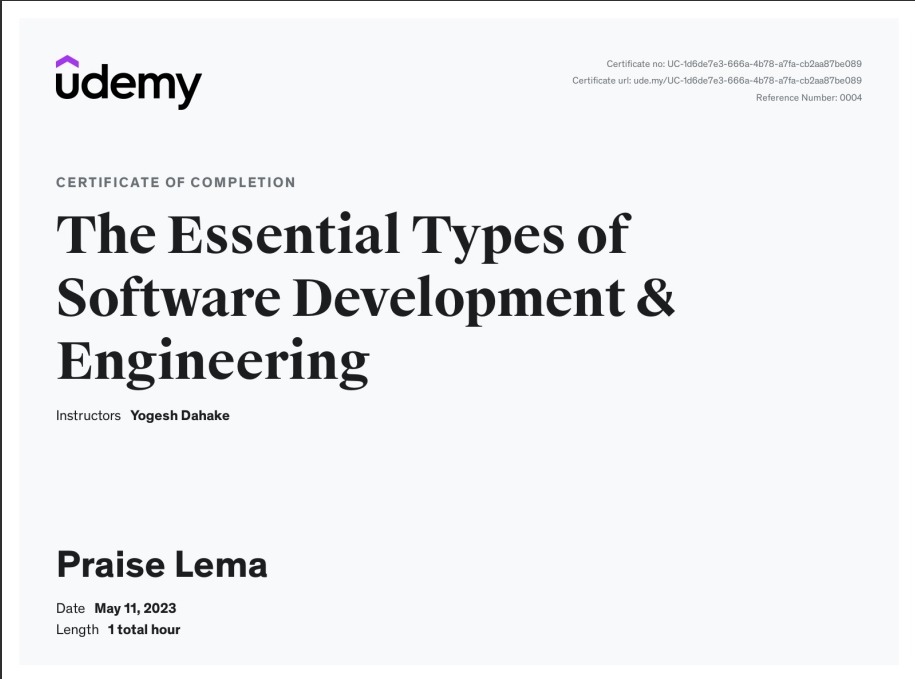 udemy
Certificate no: UC-1d6de7e3-666a-4b78-a7fa-cb2aa87be089
Certificate url: ude.my/UC-1d6de7e3-666a-4b78-a7fa-cb2aa87be089
Reference Number: 0004
CERTIFICATE OF COMPLETION
The Essential Types of
Software Development &
Engineering
Instructors Yogesh Dahake
Praise Lema
Date May 11, 2023
Length 1 total hour